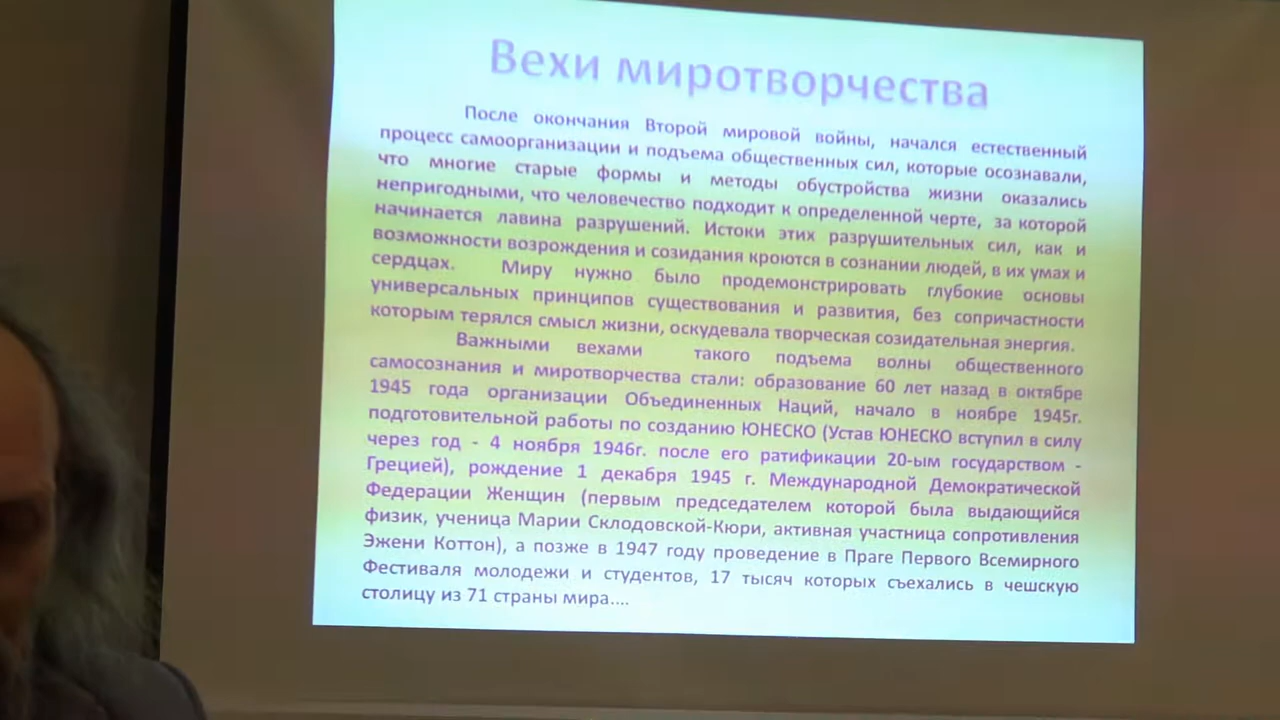 Вехи миротворчества
После окончания Второй мировой войны, начался естественный
процесс самоорганизации и подъема общественных сил, которые осознавали,
что многие старые формы и методы обустройства жизни оказались
непригодными, что человечество подходит к определенной черте, за которой
начинается лавина разрушений. Истоки этих разрушительных сил, как и
возможности возрождения и созидания кроются в сознании людей, в их умах и
сердцах. Миру нужно было продемонстрировать глубокие основы
универсальных принципов существования и развития, без сопричастности
которым терялся смысл жизни, оскудевала творческая созидательная энергия.
Важными вехами такого подъема волны общественного
самосознания и миротворчества стали: образование 60 лет назад в октябре
1945 года организации Объединенных Наций, начало в ноябре 1945г.
подготовительной работы по созданию ЮНЕСКО (Устав ЮНЕСКО вступил в силу
через год - 4 ноября 1946г. после его ратификации 20-ым государством -
Грецией), рождение 1 декабря 1945 г. Международной Демократической
Федерации Женщин (первым председателем которой была выдающийся
физик, ученица Марии Склодовской-Кюри, активная участница сопротивления
Эжени Коттон), а позже в 1947 году проведение в Праге Первого Всемирного
Фестиваля молодежи и студентов, 17 тысяч которых съехались в чешскую
столицу из 71 страны мира....